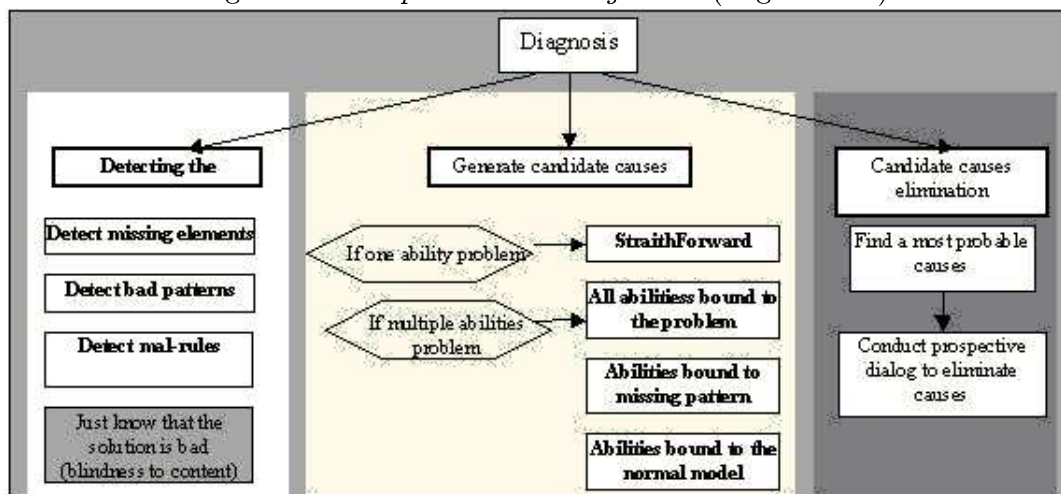 Diagnosis
Detecting the
Detect missing elements
Detect bad patterns
Detect mal-rules
Just know that the
solution is bad
(blindness to content)
Generate candidate causes
If one ability problem
StraithForward
If multiple abilities
problem
All abilitiess bound to
the problem
Abilities bound to
missing pattern
Abilities bound to the
normal model
Candidate causes
elimination
Find a most probable
causes
Conduct prospective
dialog to eliminate
causes